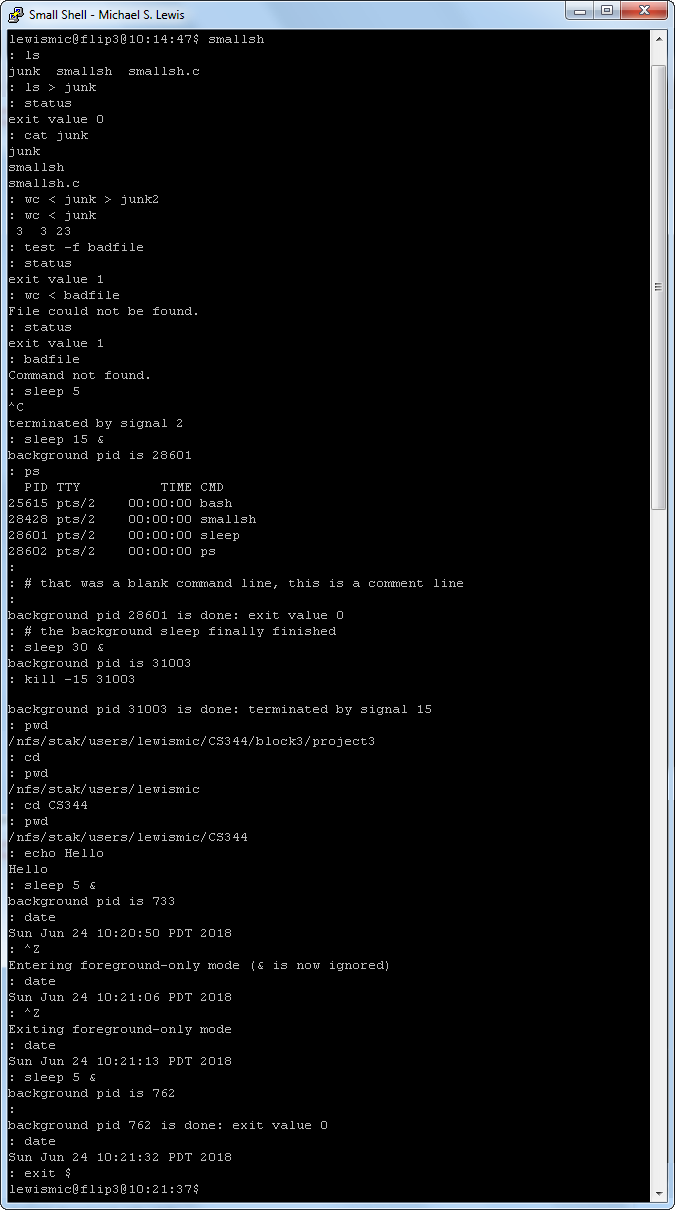 Small Shell - Michael S. Lewis
lewismic@flip3@10:14:47$ smallsh
: ls
junk  smallsh  smallsh.c
: ls > junk
: status
exit value 0
: cat junk
junk
smallsh
smallsh.c
: wc < junk > junk2
: wc < junk
 3  3 23
: test -f badfile
: status
exit value 1
: wc < badfile
File could not be found.
: status
exit value 1
: badfile
Command not found.
: sleep 5
^C
terminated by signal 2
: sleep 15 &
background pid is 28601
: ps
  PID TTY          TIME CMD
25615 pts/2    00:00:00 bash
28428 pts/2    00:00:00 smallsh
28601 pts/2    00:00:00 sleep
28602 pts/2    00:00:00 ps
:
: # that was a blank command line, this is a comment line
:
background pid 28601 is done: exit value 0
: # the background sleep finally finished
: sleep 30 &
background pid is 31003
: kill -15 31003
background pid 31003 is done: terminated by signal 15
: pwd
/nfs/stak/users/lewismic/CS344/block3/project3
: cd
: pwd
/nfs/stak/users/lewismic
: cd CS344
: pwd
/nfs/stak/users/lewismic/CS344
: echo Hello
Hello
: sleep 5 &
background pid is 733
: date
Sun Jun 24 10:20:50 PDT 2018
: ^Z
Entering foreground-only mode (& is now ignored)
: date
Sun Jun 24 10:21:06 PDT 2018
: ^Z
Exiting foreground-only mode
: date
Sun Jun 24 10:21:13 PDT 2018
: sleep 5 &
background pid is 762
:
background pid 762 is done: exit value 0
: date
Sun Jun 24 10:21:32 PDT 2018
: exit $
lewismic@flip3@10:21:37$